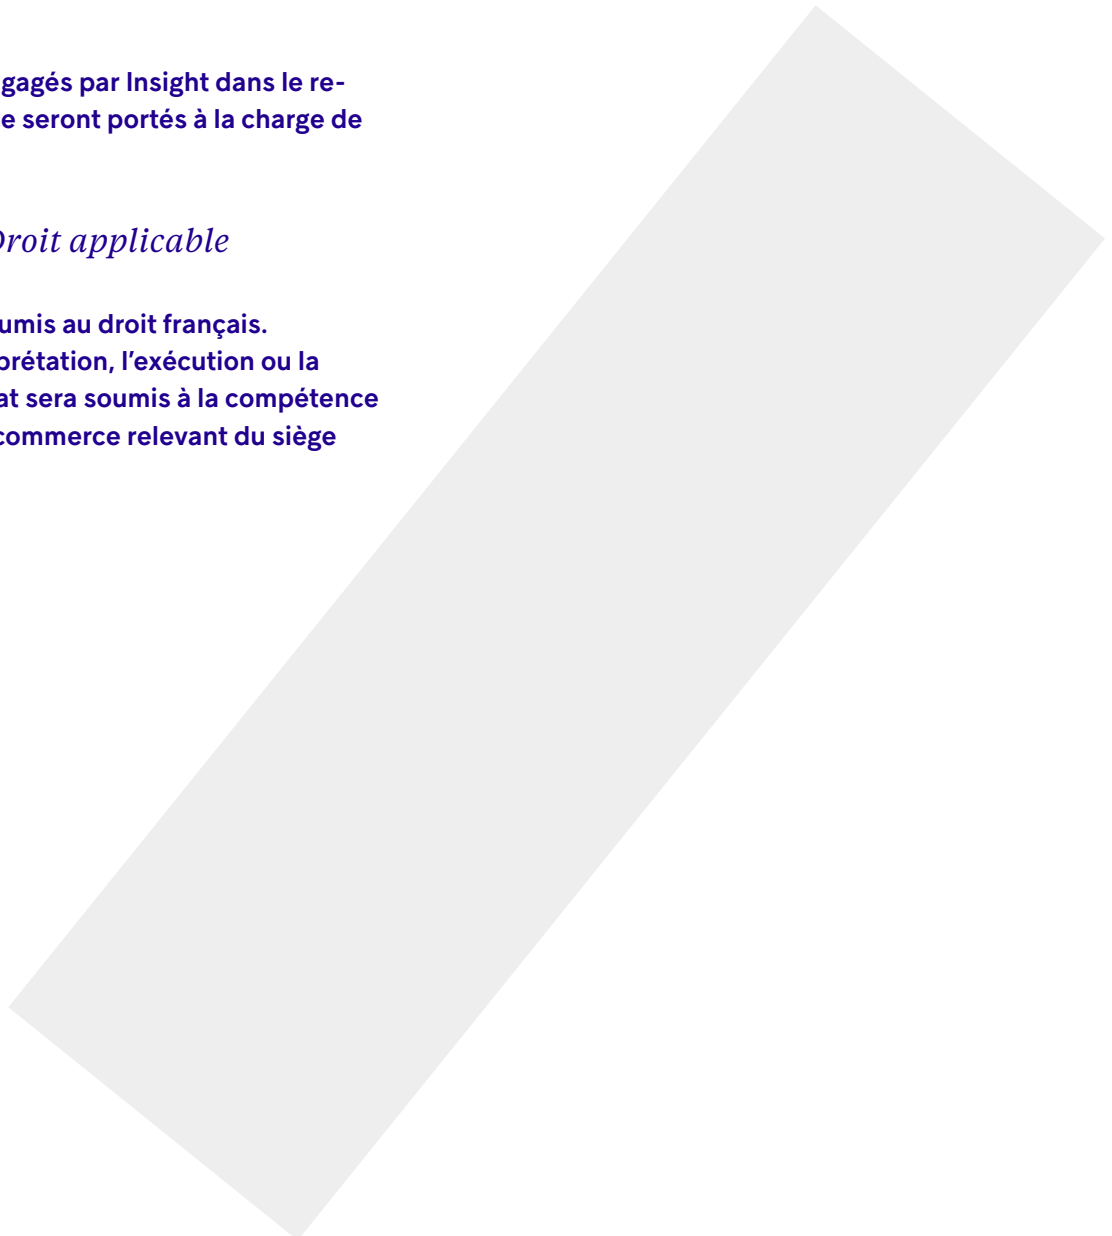 gagés par Insight dans le re-
e seront portés à la charge de
Droit applicable
umis au droit français.
prétation, l’exécution ou la
at sera soumis à la compétence
commerce relevant du siège